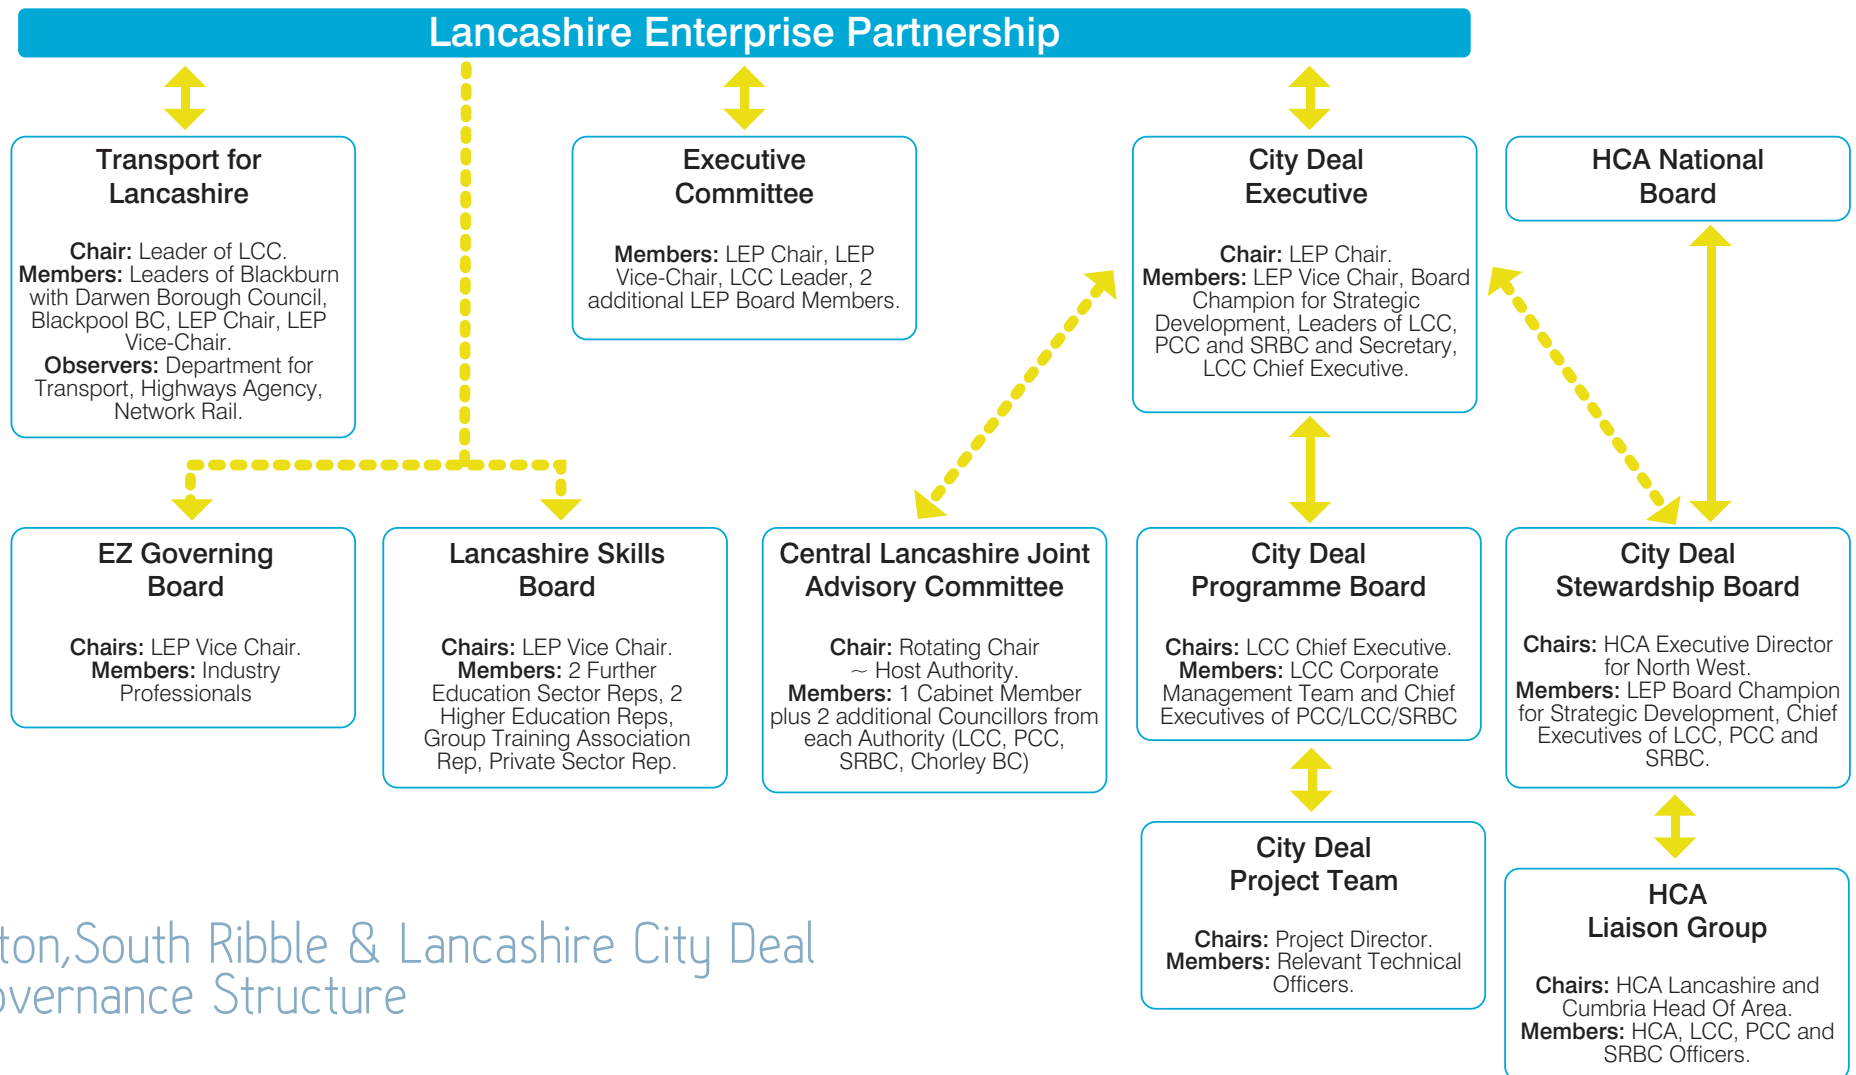 Lancashire Enterprise Partnership
Transport for
Lancashire
Chair: Leader of LCC.
Members: Leaders of Blackburn
with Darwen Borough Council,
Blackpool BC, LEP Chair, LEP
Vice-Chair.
Observers: Department for
Transport, Highways Agency,
Network Rail.
Executive
Committee
Members: LEP Chair, LEP
Vice-Chair, LCC Leader, 2
additional LEP Board Members.
City Deal
Executive
Chair: LEP Chair.
Members: LEP Vice Chair, Board
Champion for Strategic
Development, Leaders of LCC,
PCC and SRBC and Secretary,
LCC Chief Executive.
HCA National
Board
EZ Governing
Board
Chairs: LEP Vice Chair.
Members: Industry
Professionals
Lancashire Skills
Board
Chairs: LEP Vice Chair.
Members: 2 Further
Education Sector Reps, 2
Higher Education Reps,
Group Training Association
Rep, Private Sector Rep.
Central Lancashire Joint
Advisory Committee
Chair: Rotating Chair
~ Host Authority.
Members: 1 Cabinet Member
plus 2 additional Councillors from
each Authority (LCC, PCC,
SRBC, Chorley BC)
City Deal
Programme Board
Chairs: LCC Chief Executive.
Members: LCC Corporate
Management Team and Chief
Executives of PCC/LCC/SRBC
City Deal
Stewardship Board
Chairs: HCA Executive Director
for North West.
Members: LEP Board Champion
for Strategic Development, Chief
Executives of LCC, PCC and
SRBC.
City Deal
Project Team
Chairs: Project Director.
Members: Relevant Technical
Officers.
HCA
Liaison Group
Chairs: HCA Lancashire and
Cumbria Head Of Area.
Members: HCA, LCC, PCC and
SRBC Officers.
ton,South Ribble & Lancashire City Deal
overnance Structure